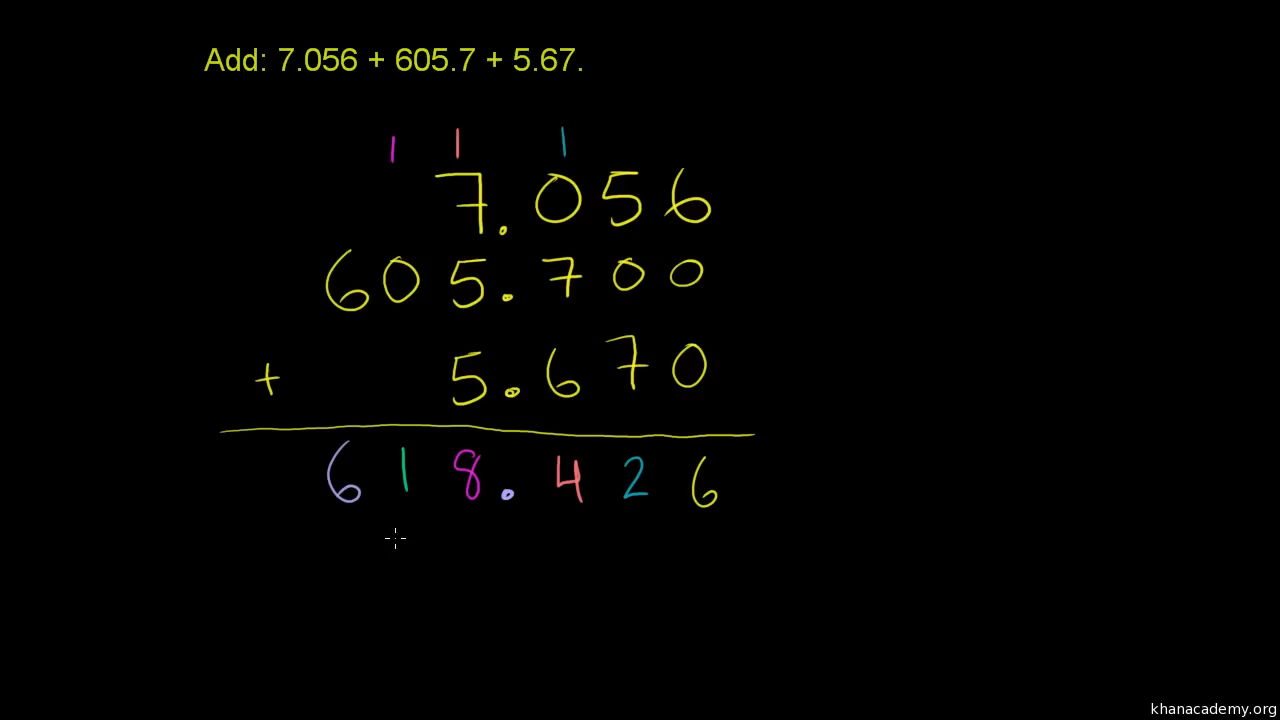 Add: 7.056 + 605.7 + 5.67.
1 1 1
7.056
605.700
+ 5.670
618.426
khanacademy.org